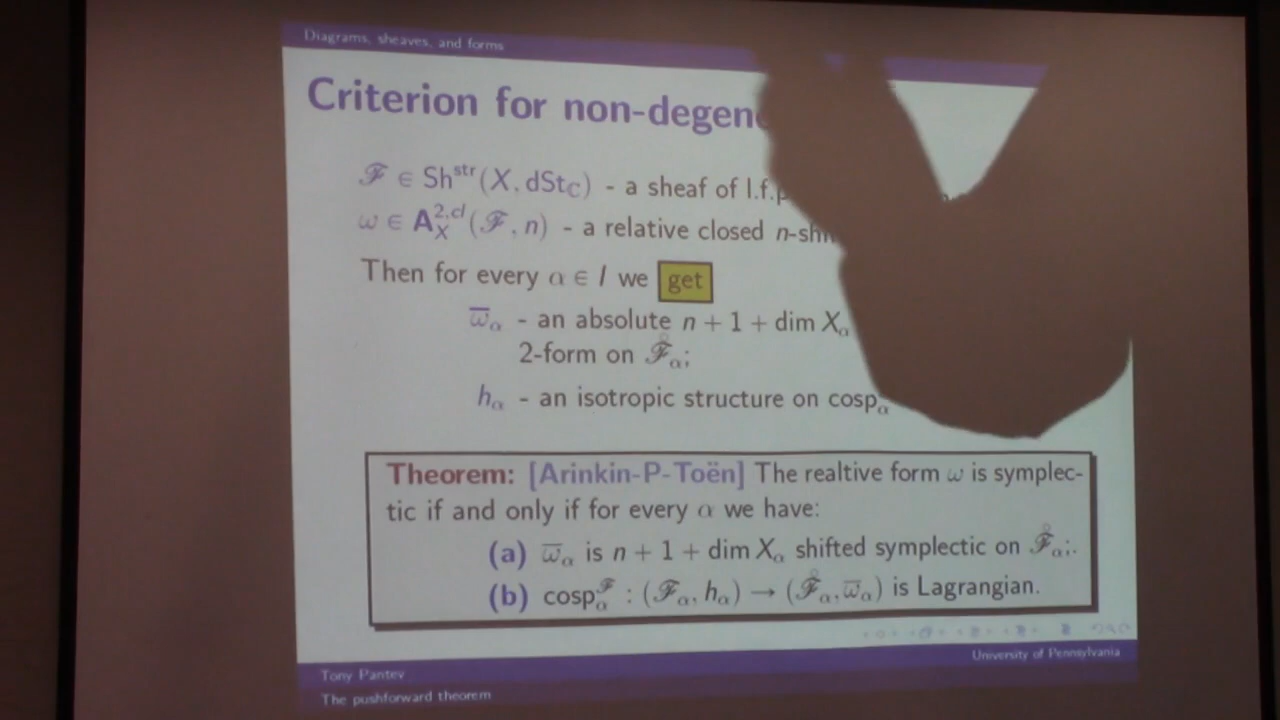 Diagrams, sheaves, and forms
Criterion for non-degen
ℱ ∈ Shˢᵗʳ(X, dSt_C) - a sheaf of l.f.p
ω ∈ A_X^{2,cl}(ℱ, n) - a relative closed n-shi
Then for every α ∈ I we get
ω̅_α - an absolute n + 1 + dim X_α
2-form on ℱ̊_α;
h_α - an isotropic structure on cosp_α
Theorem: [Arinkin-P-Toën] The realtive form ω is symplec-
tic if and only if for every α we have:
(a) ω̅_α is n + 1 + dim X_α shifted symplectic on ℱ̊_α;.
(b) cosp_α^ℱ : (ℱ_α, h_α) → (ℱ̊_α, ω̅_α) is Lagrangian.
University of Pennsylvania
Tony Pantev
The pushforward theorem